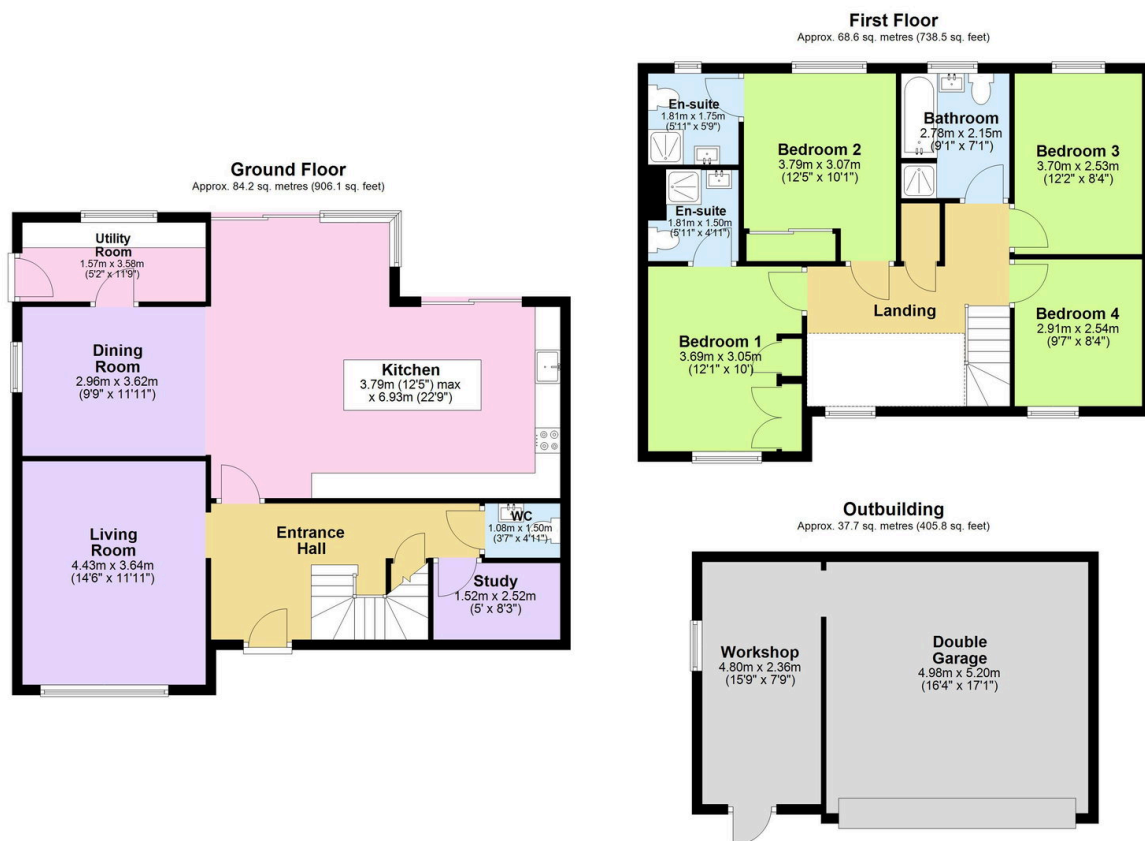 Ground Floor
Approx. 84.2 sq. metres (906.1 sq. feet)
Utility
Room
1.57m x 3.58m
(5'2" x 11'9")
Dining
Room
2.96m x 3.62m
(9'9" x 11'11")
Kitchen
3.79m (12'5") max
x 6.93m (22'9")
Living
Room
4.43m x 3.64m
(14'6" x 11'11")
Entrance
Hall
WC
1.08m x 1.50m
(3'7" x 4'11")
Study
1.52m x 2.52m
(5' x 8'3")
First Floor
Approx. 68.6 sq. metres (738.5 sq. feet)
En-suite
1.81m x 1.75m
(5'11" x 5'9")
Bedroom 2
3.79m x 3.07m
(12'5" x 10'1")
Bathroom
2.78m x 2.15m
(9'1" x 7'1")
Bedroom 3
3.70m x 2.53m
(12'2" x 8'4")
En-suite
1.81m x 1.50m
(5'11" x 4'11")
Landing
Bedroom 4
2.91m x 2.54m
(9'7" x 8'4")
Bedroom 1
3.69m x 3.05m
(12'1" x 10')
Outbuilding
Approx. 37.7 sq. metres (405.8 sq. feet)
Workshop
4.80m x 2.36m
(15'9" x 7'9")
Double
Garage
4.98m x 5.20m
(16'4" x 17'1")